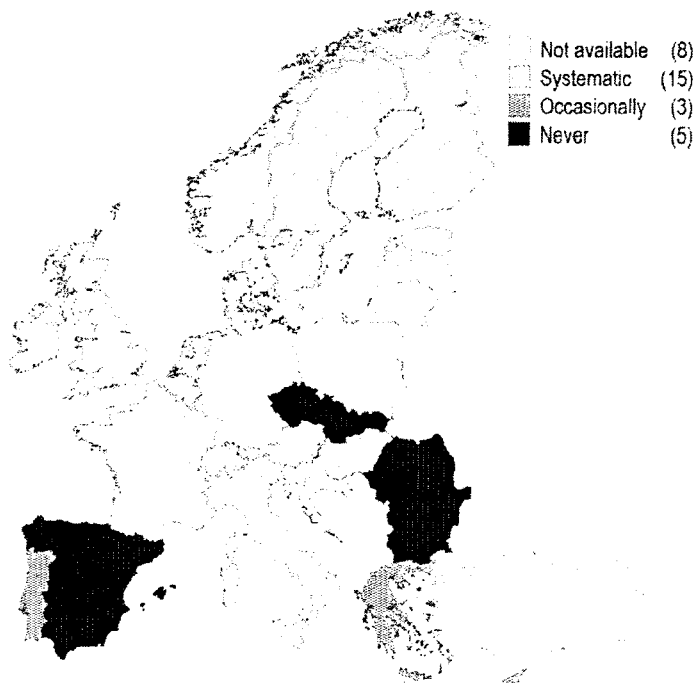 Not available (8)
Systematic (15)
Occasionally (3)
Never (5)